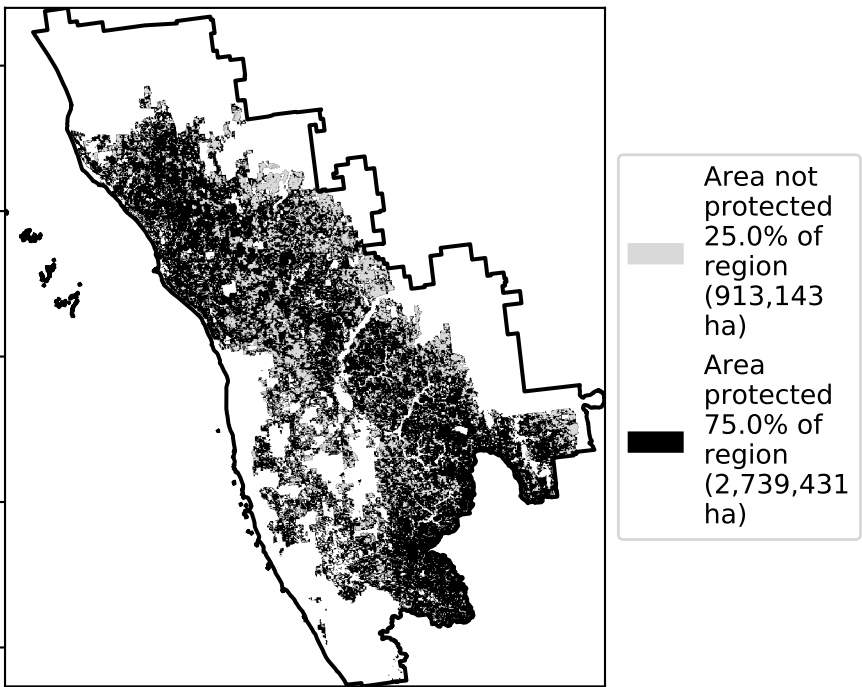 Area not
protected
25.0% of
region
(913,143
ha)
Area
protected
75.0% of
region
(2,739,431
ha)